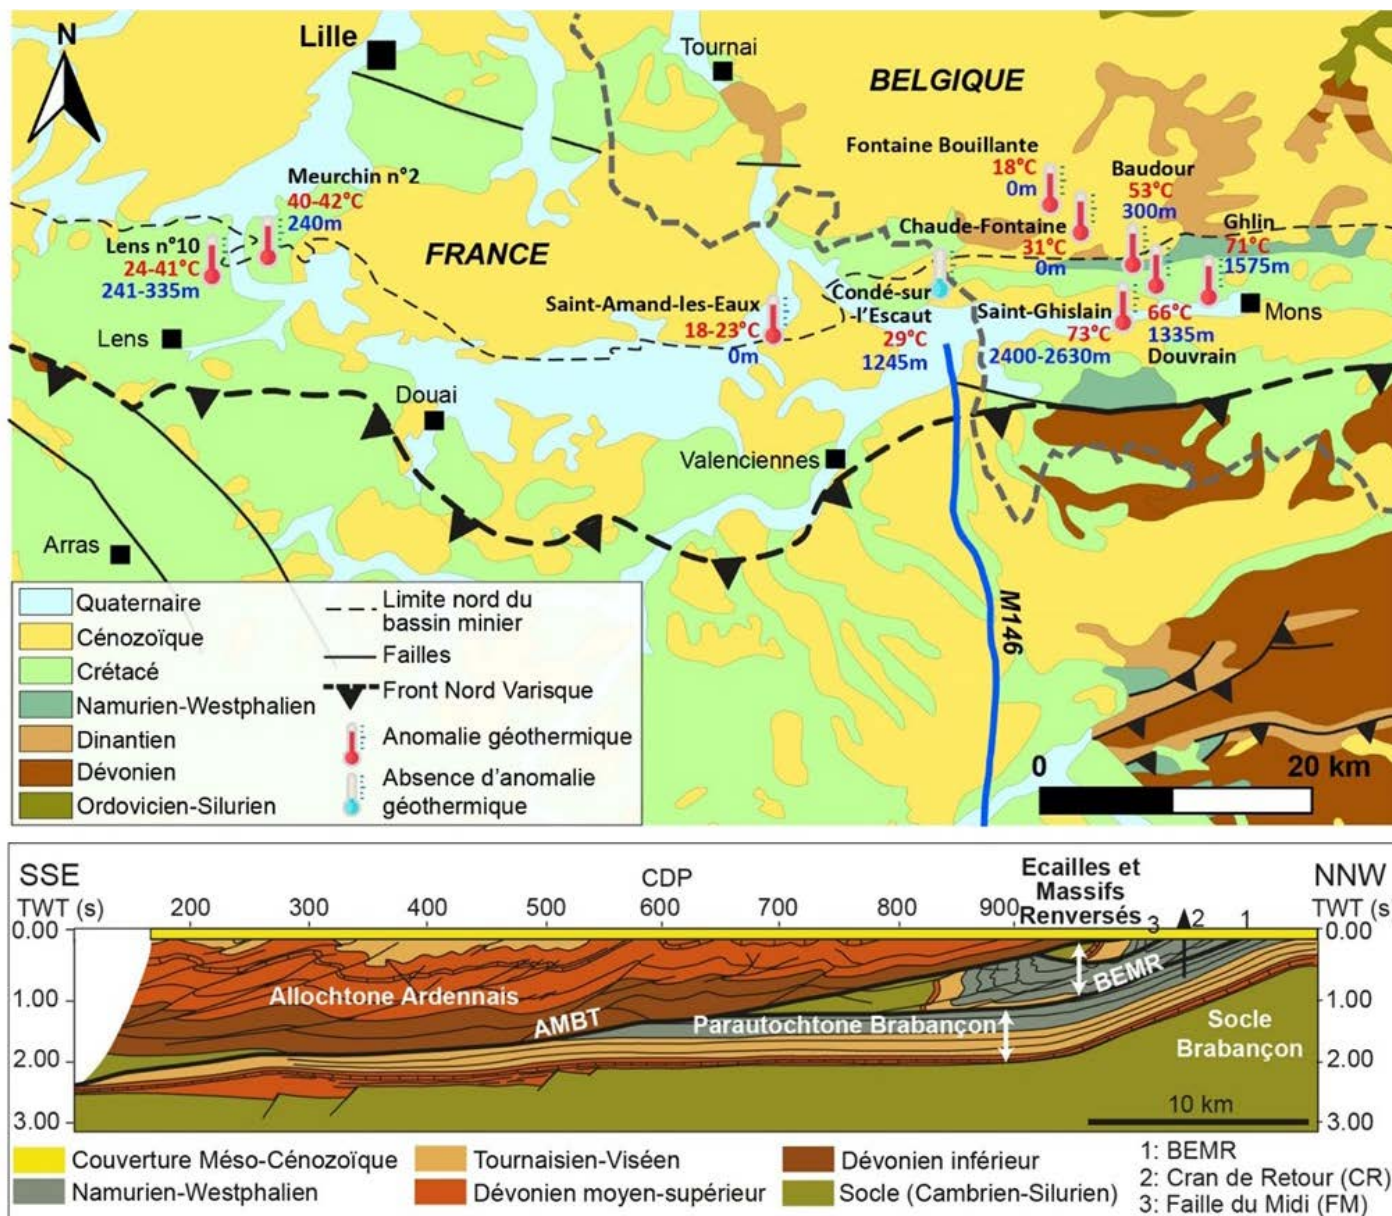 N
Lille
Tournai
BELGIQUE
Fontaine Bouillante
18°C
0m
Baudour
53°C
300m
Meurchin n°2
40-42°C
240m
Lens n°10
24-41°C
241-335m
FRANCE
Chaude-Fontaine
31°C
0m
Ghlin
71°C
1575m
Saint-Amand-les-Eaux
18-23°C
0m
Condé-sur
-l'Escaut
29°C
1245m
Saint-Ghislain
73°C
2400-2630m
66°C
1335m
Douvrain
Mons
Lens
Douai
Valenciennes
Arras
M146
Quaternaire
Cénozoïque
Crétacé
Namurien-Westphalien
Dinantien
Dévonien
Ordovicien-Silurien
Limite nord du
bassin minier
Failles
Front Nord Varisque
Anomalie géothermique
Absence d'anomalie
géothermique
0 20 km
SSE
TWT (s)
CDP
Ecailles et
Massifs
Renversés
NNW
TWT (s)
200 300 400 500 600 700 800 900
3 2 1
0.00
1.00
2.00
3.00
0.00
1.00
2.00
3.00
Allochtone Ardennais
AMBT
Parautochtone Brabançon
BEMR
Socle
Brabançon
10 km
Couverture Méso-Cénozoïque
Namurien-Westphalien
Tournaisien-Viséen
Dévonien moyen-supérieur
Dévonien inférieur
Socle (Cambrien-Silurien)
1: BEMR
2: Cran de Retour (CR)
3: Faille du Midi (FM)